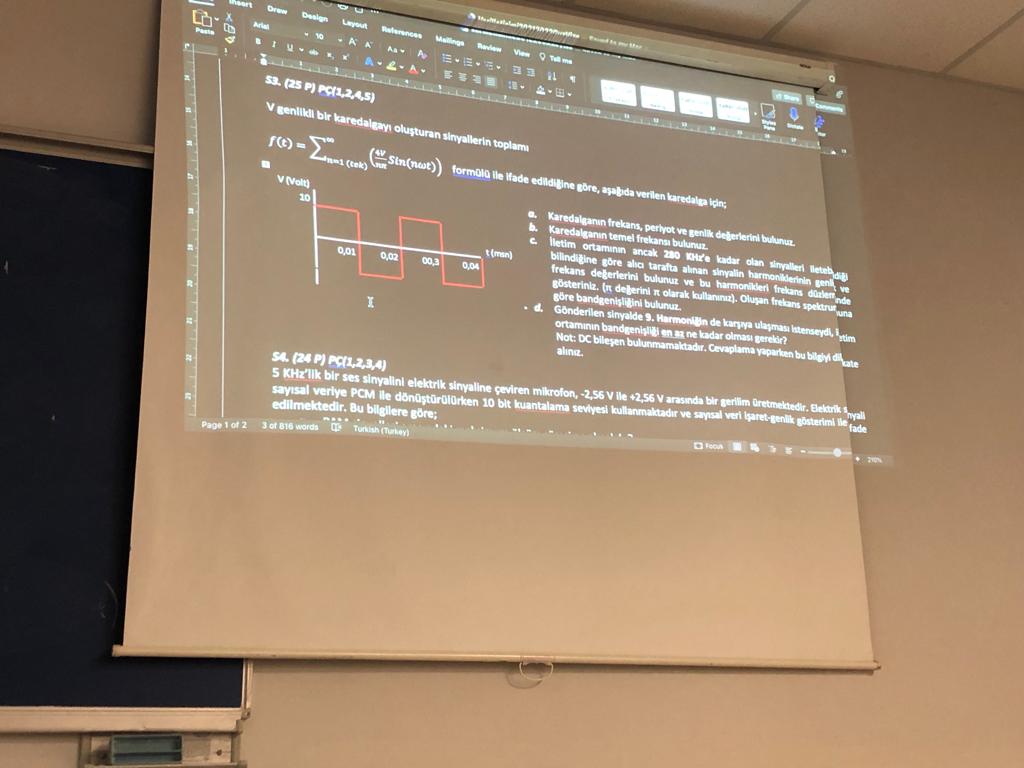 Insert Draw Design Layout References Mailings Review View Tell me
Share Comments
Paste
Arial
10
S3. (25 P) PÇ(1,2,4,5)
V genlikli bir karedalgayı oluşturan sinyallerin toplamı
f(t) = ∑ n=1 (tek) ∞ (4V/nπ Sin(nωt)) formülü ile ifade edildiğine göre, aşağıda verilen karedalga için;
V (Volt)
10
0,01
0,02
00,3
0,04
t (msn)
a. Karedalganın frekans, periyot ve genlik değerlerini bulunuz.
b. Karedalganın temel frekansı bulunuz.
c. İletim ortamının ancak 280 KHz'e kadar olan sinyalleri iletebildiği
bilindiğine göre alıcı tarafta alınan sinyalin harmoniklerinin genlik ve
frekans değerlerini bulunuz ve bu harmonikleri frekans düzleminde
gösteriniz. (π değerini π olarak kullanınız). Oluşan frekans spektrumuna
göre bandgenişliğini bulunuz.
d. Gönderilen sinyalde 9. Harmoniğin de karşıya ulaşması istenseydi, iletim
ortamının bandgenişliği en az ne kadar olması gerekir?
Not: DC bileşen bulunmamaktadır. Cevaplama yaparken bu bilgiyi dikkate
alınız.
S4. (24 P) PÇ(1,2,3,4)
5 KHz'lik bir ses sinyalini elektrik sinyaline çeviren mikrofon, -2,56 V ile +2,56 V arasında bir gerilim üretmektedir. Elektrik sinyali
sayısal veriye PCM ile dönüştürülürken 10 bit kuantalama seviyesi kullanmaktadır ve sayısal veri işaret-genlik gösterimi ile ifade
edilmektedir. Bu bilgilere göre;
Page 1 of 2 3 of 816 words Turkish (Turkey) Focus 210%